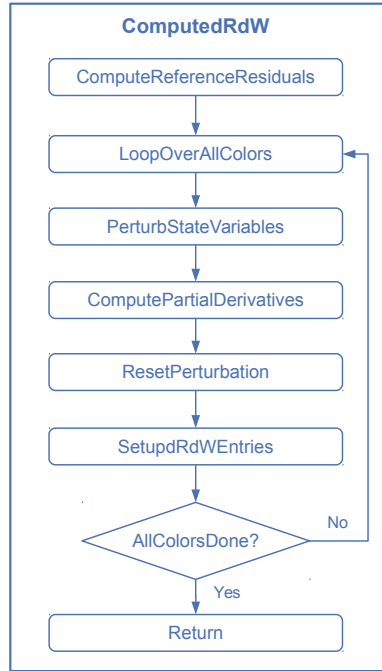 ComputedRdW
ComputeReferenceResiduals
LoopOverAllColors
PerturbStateVariables
ComputePartialDerivatives
ResetPerturbation
SetupdRdWEntries
AllColorsDone?
No
Yes
Return